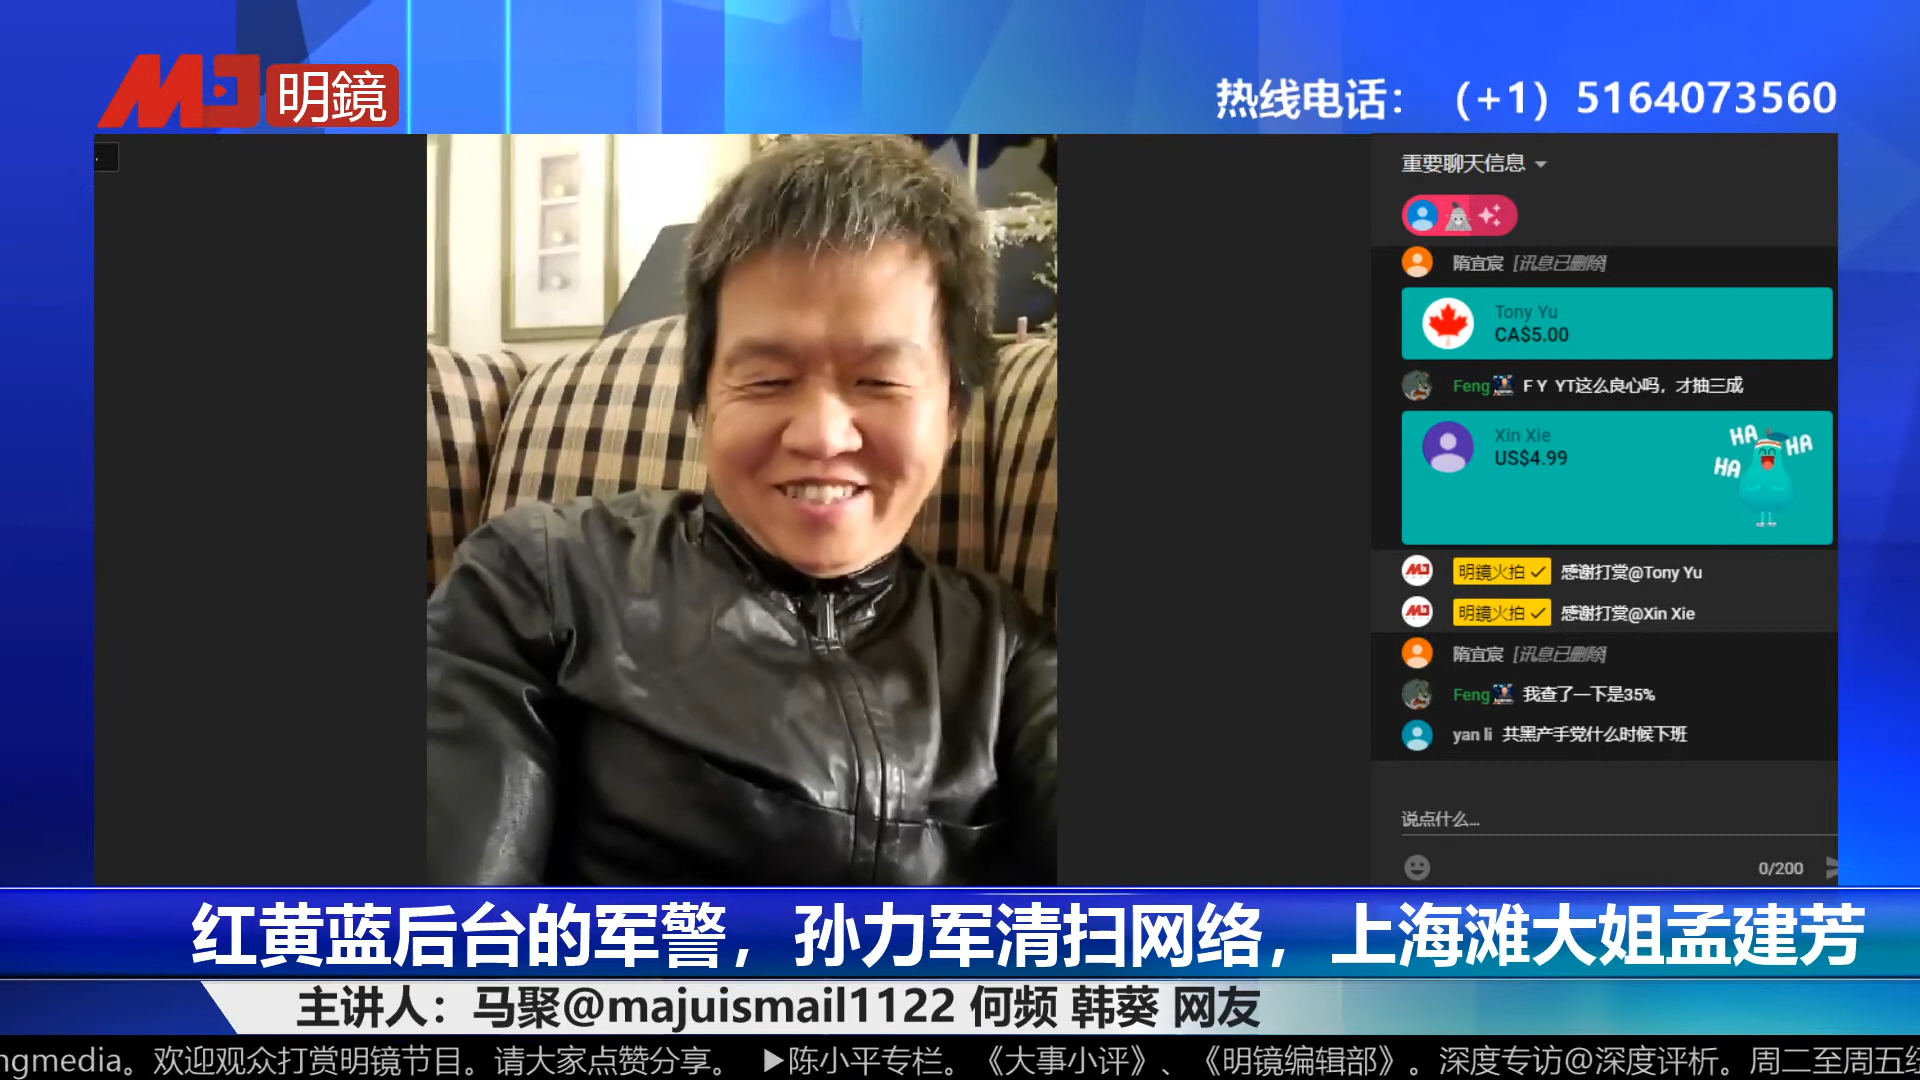 明鏡
热线电话：（+1）5164073560
重要聊天信息
隋宜宸 [讯息已删除]
Tony Yu
CA$5.00
Feng F Y YT这么良心吗，才抽三成
Xin Xie
US$4.99
HA HA HA
明鏡火拍 感谢打赏@Tony Yu
明鏡火拍 感谢打赏@Xin Xie
隋宜宸 [讯息已删除]
Feng 我查了一下是35%
yan li 共黑产手党什么时候下班
说点什么...
0/200
红黄蓝后台的军警，孙力军清扫网络，上海滩大姐孟建芳
主讲人：马聚@majuismail1122 何频 韩葵 网友
ngmedia。欢迎观众打赏明镜节目。请大家点赞分享。 ▶陈小平专栏。《大事小评》、《明镜编辑部》。深度专访@深度评析。周二至周五纽